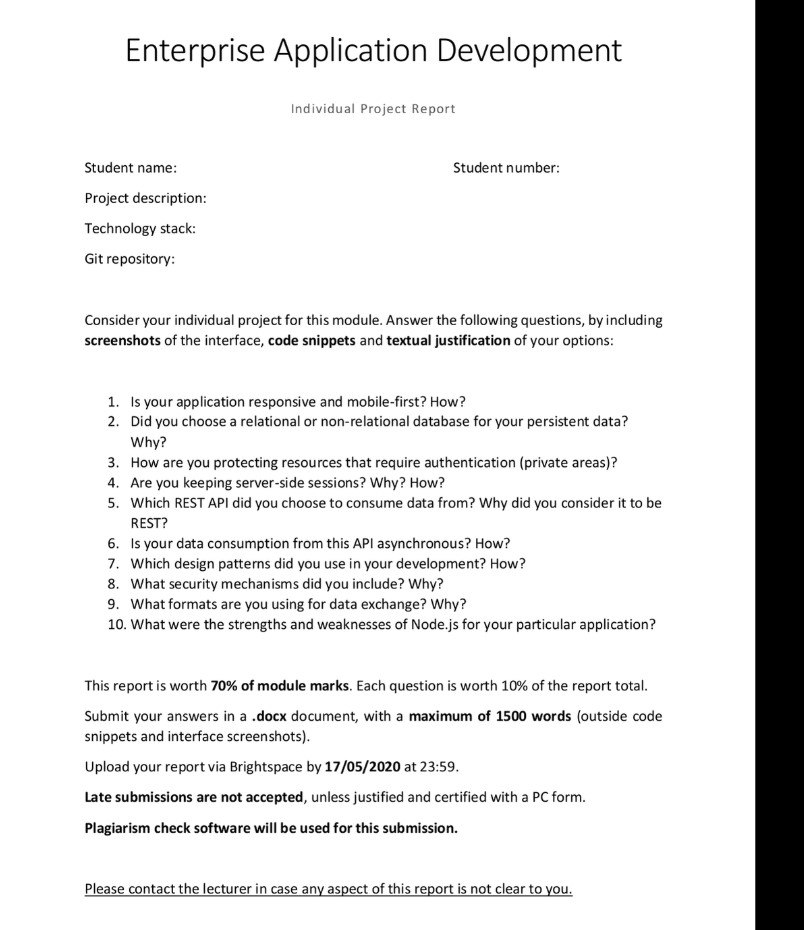 Enterprise Application Development
Individual Project Report
Student name: Student number:
Project description:
Technology stack:
Git repository:
Consider your individual project for this module. Answer the following questions, by including
screenshots of the interface, code snippets and textual justification of your options:
1. Is your application responsive and mobile-first? How?
2. Did you choose a relational or non-relational database for your persistent data?
Why?
3. How are you protecting resources that require authentication (private areas)?
4. Are you keeping server-side sessions? Why? How?
5. Which REST API did you choose to consume data from? Why did you consider it to be
REST?
6. Is your data consumption from this API asynchronous? How?
7. Which design patterns did you use in your development? How?
8. What security mechanisms did you include? Why?
9. What formats are you using for data exchange? Why?
10. What were the strengths and weaknesses of Node.js for your particular application?
This report is worth 70% of module marks. Each question is worth 10% of the report total.
Submit your answers in a .docx document, with a maximum of 1500 words (outside code
snippets and interface screenshots).
Upload your report via Brightspace by 17/05/2020 at 23:59.
Late submissions are not accepted, unless justified and certified with a PC form.
Plagiarism check software will be used for this submission.
Please contact the lecturer in case any aspect of this report is not clear to you.